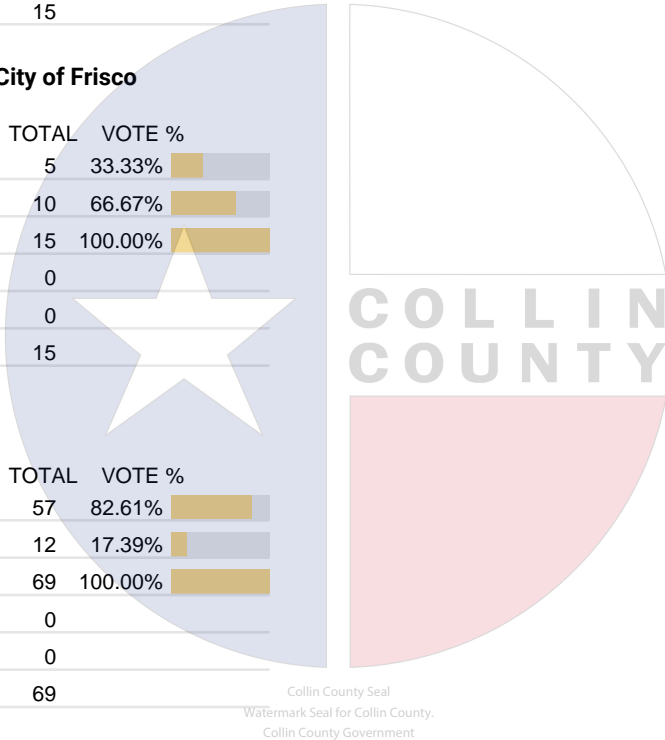 15
City of Frisco
TOTAL VOTE %
5 33.33%
10 66.67%
15 100.00%
0
0
15
COLLIN
COUNTY
TOTAL VOTE %
57 82.61%
12 17.39%
69 100.00%
0
0
69
Collin County Seal
Watermark Seal for Collin County.
Collin County Government